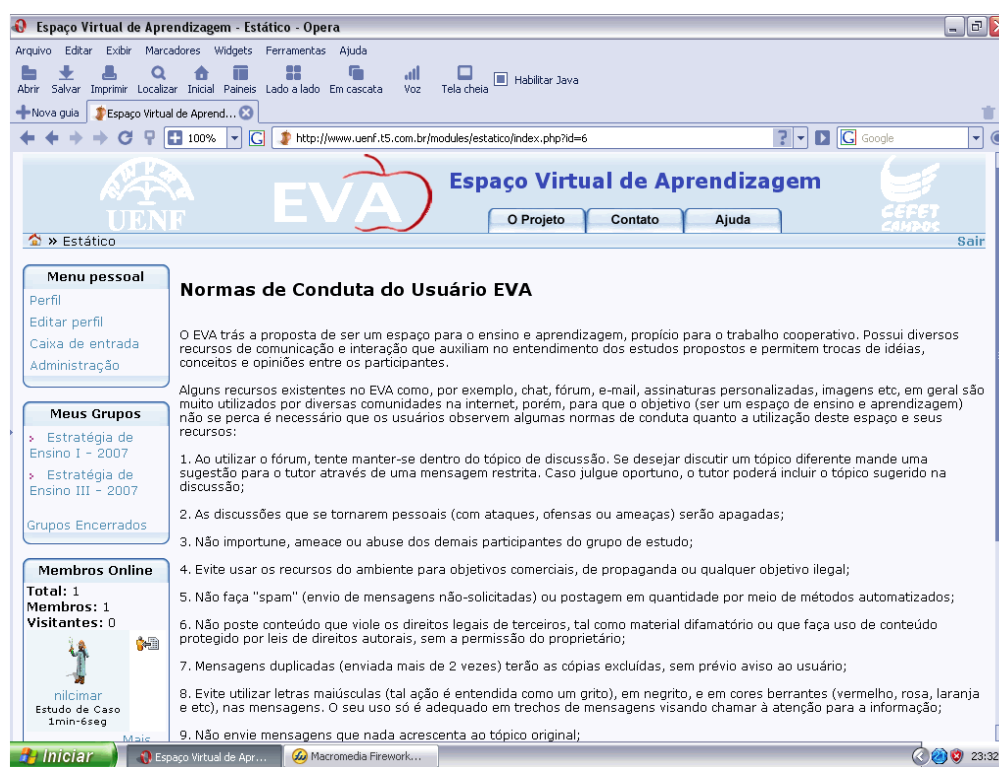 Espaço Virtual de Aprendizagem - Estático - Opera
Arquivo Editar Exibir Marcadores Widgets Ferramentas Ajuda
Abrir Salvar Imprimir Localizar Inicial Paineis Lado a lado Em cascata Voz Tela cheia Habilitar Java
Nova guia Espaço Virtual de Aprend...
100% http://www.uenf.t5.com.br/modules/estatico/index.php?id=6 ? G Google
UENF
EVA
Espaço Virtual de Aprendizagem
CEFET
CAMPOS
O Projeto Contato Ajuda
» Estático Sair
Menu pessoal
Perfil
Editar perfil
Caixa de entrada
Administração
Meus Grupos
Estratégia de
Ensino I - 2007
Estratégia de
Ensino III - 2007
Grupos Encerrados
Membros Online
Total: 1
Membros: 1
Visitantes: 0
nilcimar
Estudo de Caso
1min-6seg
Mais
Normas de Conduta do Usuário EVA
O EVA trás a proposta de ser um espaço para o ensino e aprendizagem, propício para o trabalho cooperativo. Possui diversos
recursos de comunicação e interação que auxiliam no entendimento dos estudos propostos e permitem trocas de idéias,
conceitos e opiniões entre os participantes.
Alguns recursos existentes no EVA como, por exemplo, chat, fórum, e-mail, assinaturas personalizadas, imagens etc, em geral são
muito utilizados por diversas comunidades na internet, porém, para que o objetivo (ser um espaço de ensino e aprendizagem)
não se perca é necessário que os usuários observem algumas normas de conduta quanto a utilização deste espaço e seus
recursos:
1. Ao utilizar o fórum, tente manter-se dentro do tópico de discussão. Se desejar discutir um tópico diferente mande uma
sugestão para o tutor através de uma mensagem restrita. Caso julgue oportuno, o tutor poderá incluir o tópico sugerido na
discussão;
2. As discussões que se tornarem pessoais (com ataques, ofensas ou ameaças) serão apagadas;
3. Não importune, ameace ou abuse dos demais participantes do grupo de estudo;
4. Evite usar os recursos do ambiente para objetivos comerciais, de propaganda ou qualquer objetivo ilegal;
5. Não faça "spam" (envio de mensagens não-solicitadas) ou postagem em quantidade por meio de métodos automatizados;
6. Não poste conteúdo que viole os direitos legais de terceiros, tal como material difamatório ou que faça uso de conteúdo
protegido por leis de direitos autorais, sem a permissão do proprietário;
7. Mensagens duplicadas (enviada mais de 2 vezes) terão as cópias excluídas, sem prévio aviso ao usuário;
8. Evite utilizar letras maiúsculas (tal ação é entendida como um grito), em negrito, e em cores berrantes (vermelho, rosa, laranja
e etc), nas mensagens. O seu uso só é adequado em trechos de mensagens visando chamar à atenção para a informação;
9. Não envie mensagens que nada acrescenta ao tópico original;
Iniciar Espaço Virtual de Apr... Macromedia Firework... 23:32